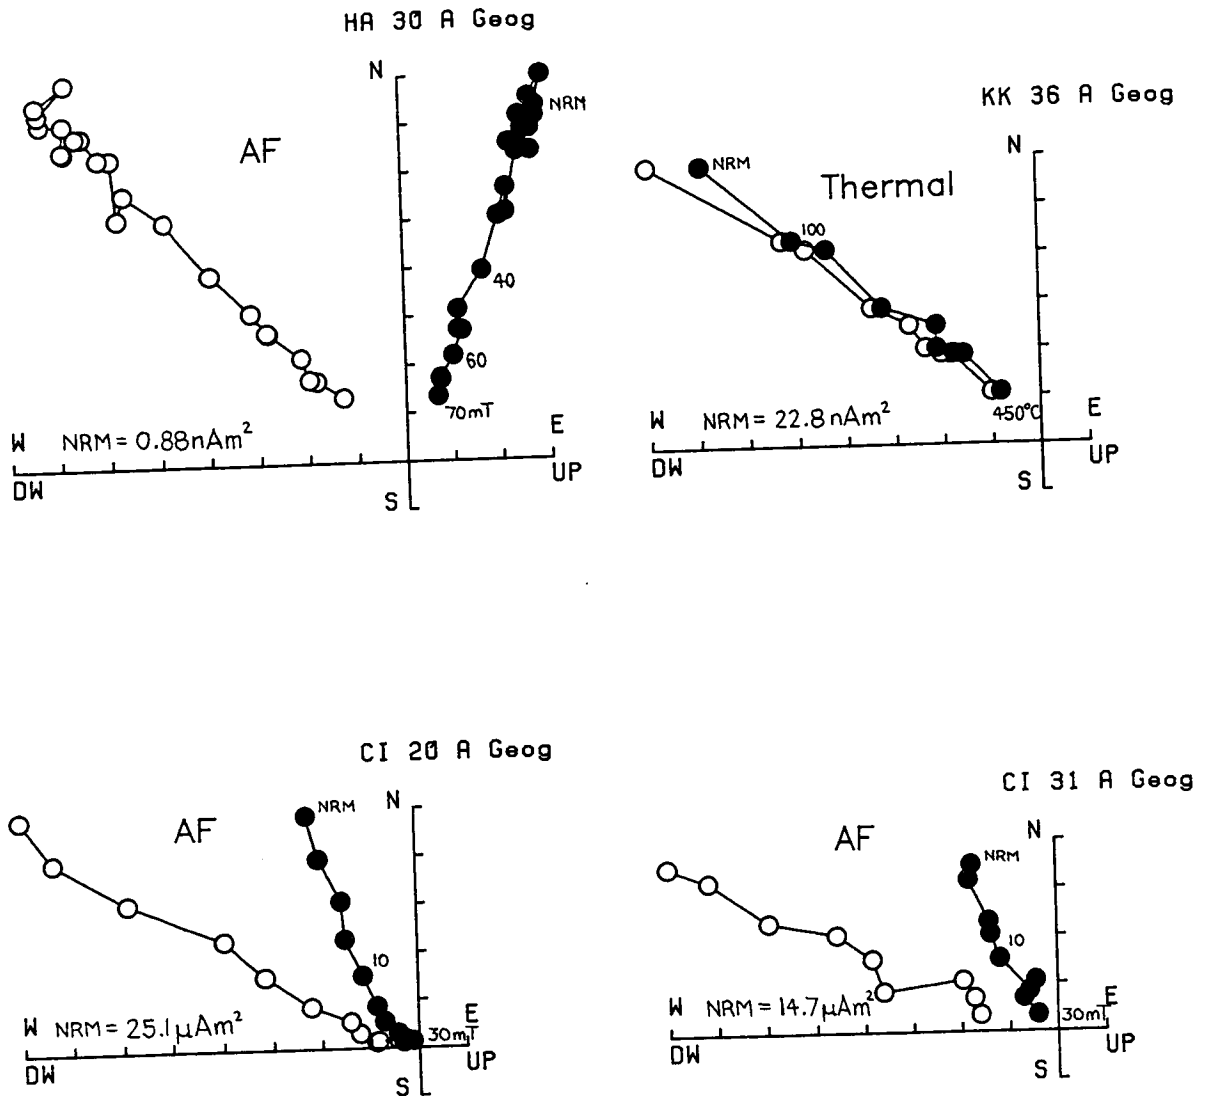 HA 30 A Geog
N
NRM
AF
40
60
70mT
W NRM = 0.88nAm²
E
DW
UP
S
KK 36 A Geog
N
NRM
Thermal
100
450°C
W NRM = 22.8 nAm²
E
DW
UP
S
CI 20 A Geog
N
NRM
AF
10
30mT
W NRM = 25.1 μAm²
E
DW
UP
S
CI 31 A Geog
N
NRM
AF
10
30mT
W NRM = 14.7 μAm²
E
DW
UP
S